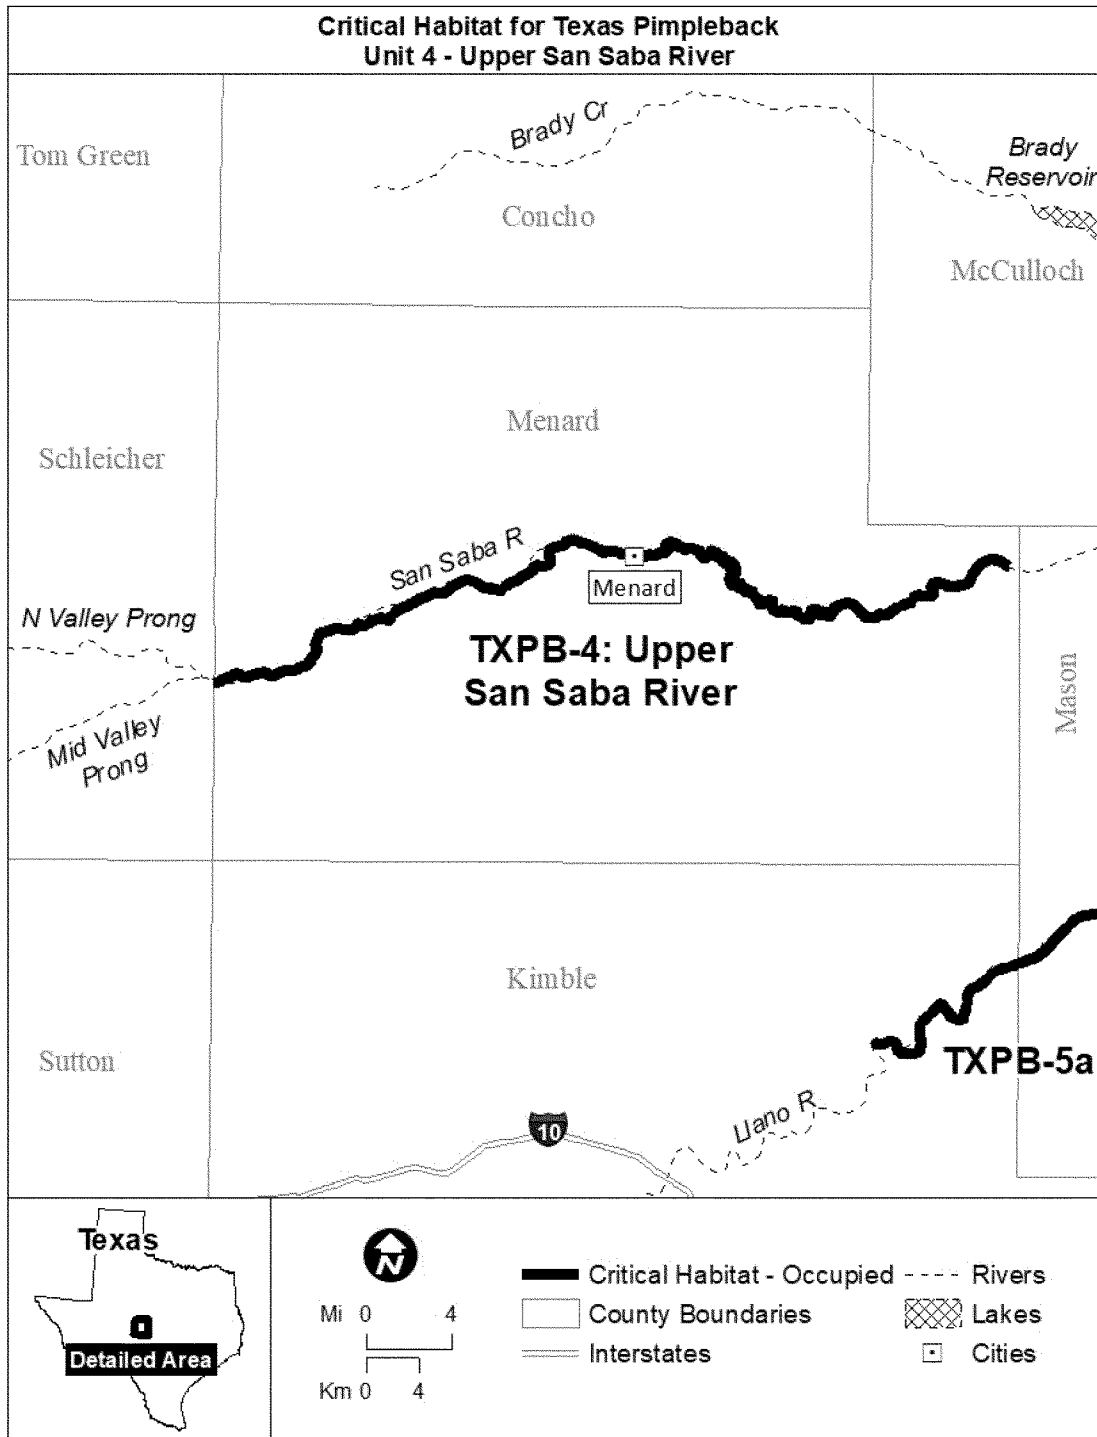 Critical Habitat for Texas Pimpleback
Unit 4 - Upper San Saba River
Brady Cr
Tom Green
Brady
Reservoir
Concho
McCulloch
Menard
Schleicher
San Saba R
Menard
N Valley Prong
TXPB-4: Upper
San Saba River
Mason
Mid Valley
Prong
Kimble
Sutton
TXPB-5a
Llano R
10
Texas
Detailed Area
N
Mi 0 4
Km 0 4
Critical Habitat - Occupied
County Boundaries
Interstates
Rivers
Lakes
Cities